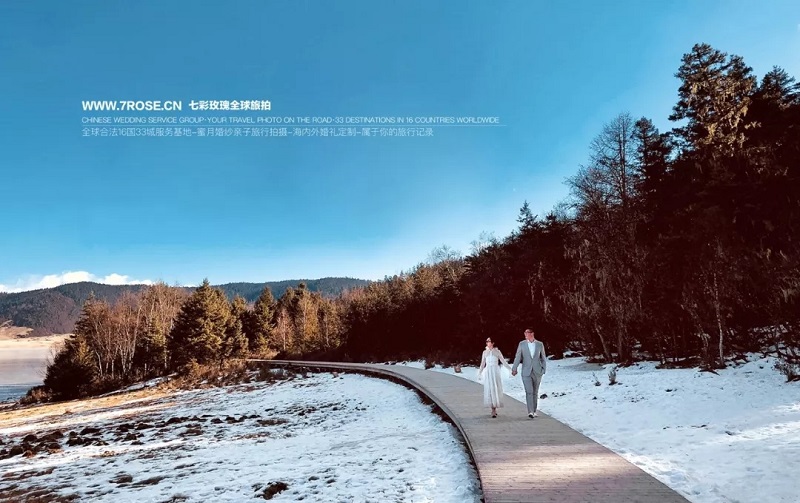 WWW.7ROSE.CN 七彩玫瑰全球旅拍
CHINESE WEDDING SERVICE GROUP-YOUR TRAVEL PHOTO ON THE ROAD-33 DESTINATIONS IN 16 COUNTRIES WORLDWIDE
全球合法16国33城服务基地-蜜月婚纱亲子旅行拍摄-海内外婚礼定制-属于你的旅行记录